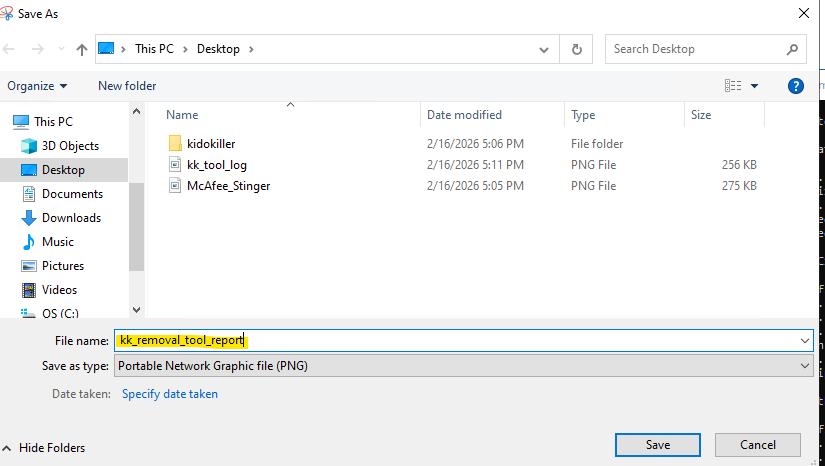 Save As
This PC > Desktop >
Search Desktop
Organize
New folder
Name
Date modified
Type
Size
This PC
3D Objects
Desktop
Documents
Downloads
Music
Pictures
Videos
OS (C:)
kidokiller 2/16/2026 5:06 PM File folder
kk_tool_log 2/16/2026 5:11 PM PNG File 256 KB
McAfee_Stinger 2/16/2026 5:05 PM PNG File 275 KB
File name: kk_removal_tool_report
Save as type: Portable Network Graphic file (PNG)
Date taken: Specify date taken
Hide Folders
Save
Cancel